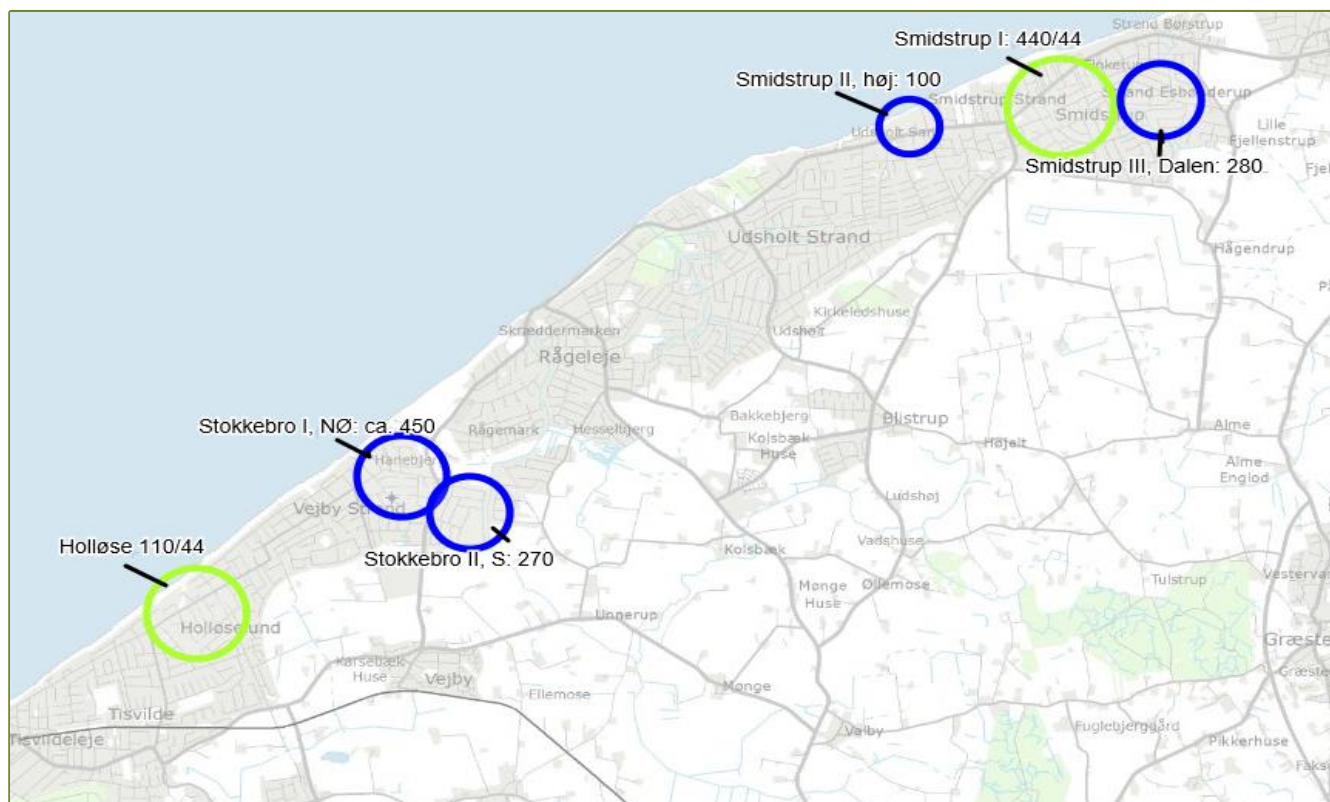 Strand Børstrup
Smidstrup I: 440/44
Smidstrup II, høj: 100
Strand Esbønderup
Smidstrup Strand
Smidstrup
Lille
Fjellenstrup
Smidstrup III, Dalen: 280
Udsholt Strand
Hågendrup
Kirkeledshuse
Skræddermarken
Udsholt
Rågeleje
Bakkebjerg
Blistrup
Stokkebro I, NØ: ca. 450
Rågemark
Hesselbjerg
Kolsbæk
Huse
Højelt
Alme
Alme
Englod
Ludshøj
Vejby Strand
Holløse 110/44
Stokkebro II, S: 270
Kolsbæk
Vadshuse
Øllemose
Tulstrup
Mønge
Huse
Unnerup
Holløselund
Karsebæk
Huse
Vejby
Ellemose
Mønge
Tisvilde
Tisvildeleje
Valby
Fuglebjerggård
Pikkerhuse